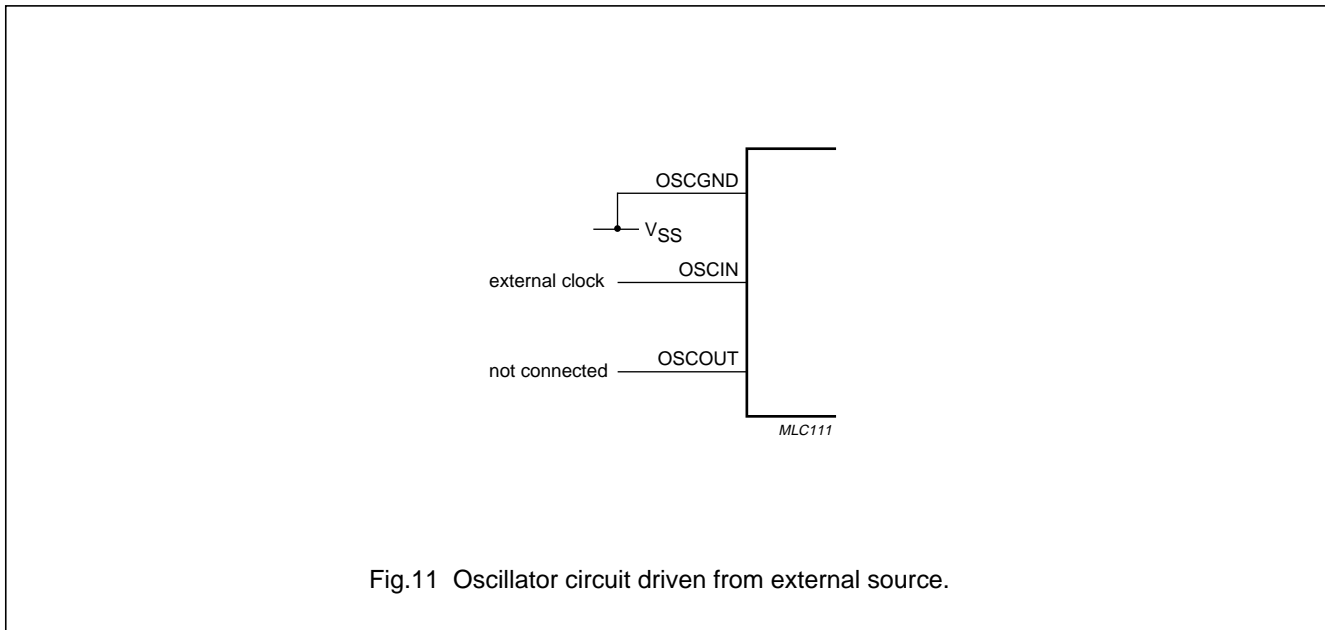 OSCGND
VSS
external clock OSCIN
not connected OSCOUT
MLC111
Fig.11 Oscillator circuit driven from external source.